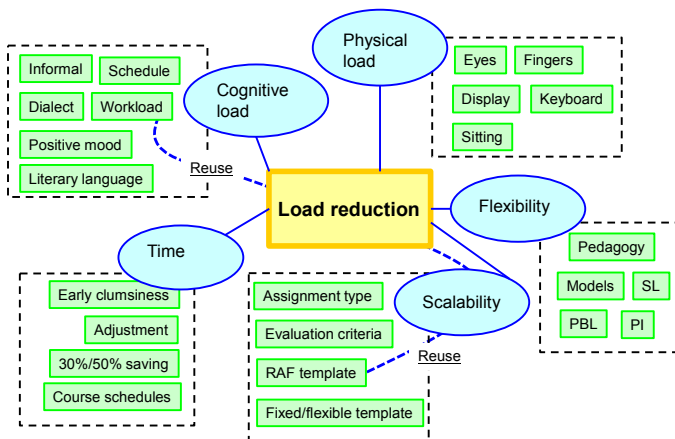 Physical
load
Eyes
Fingers
Display
Keyboard
Sitting
Informal
Schedule
Dialect
Workload
Positive mood
Literary language
Cognitive
load
Reuse
Load reduction
Flexibility
Pedagogy
Models
SL
PBL
PI
Time
Early clumsiness
Adjustment
30%/50% saving
Course schedules
Scalability
Assignment type
Evaluation criteria
RAF template
Fixed/flexible template
Reuse